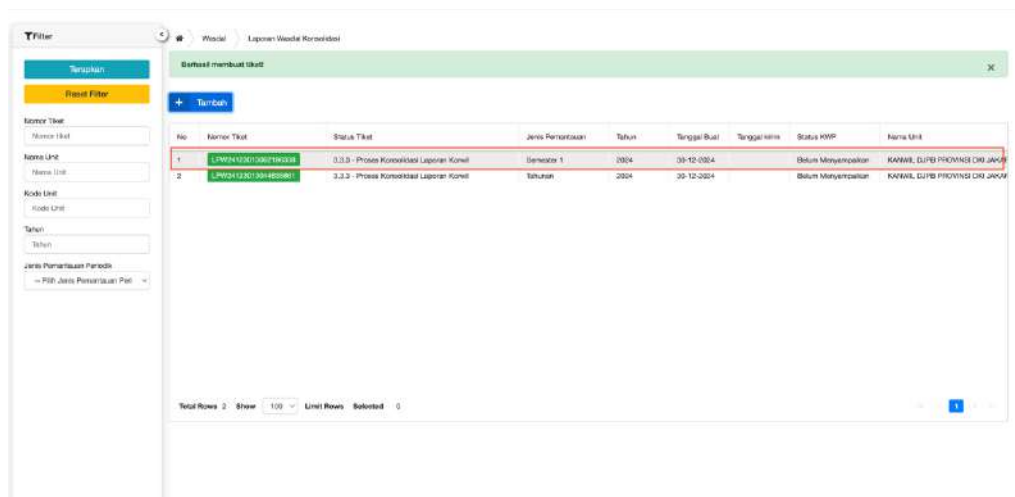 Filter
Wasdal
Laporan Wasdal Konsolidasi
Terapkan
Reset Filter
Berhasil membuat tiket!
×
+ Tambah
Nomor Tiket
Nomor tiket
Nama Unit
Nama Unit
Kode Unit
Kode Unit
Tahun
Tahun
Jenis Pemantauan Periodik
-- Pilih Jenis Pemantauan Peri
No Nomor Tiket Status Tiket Jenis Pemantauan Tahun Tanggal Buat Tanggal Kirim Status KWP Nama Unit
1 3.3.3 - Proses Konsolidasi Laporan Korwil Semester 1 2024 30-12-2024 Belum Menyampaikan KANWIL DJPB PROVINSI DKI JAKAR
2 3.3.3 - Proses Konsolidasi Laporan Korwil Tahunan 2024 30-12-2024 Belum Menyampaikan KANWIL DJPB PROVINSI DKI JAKAR
Total Rows 2 Show 100 Limit Rows Selected 0
1